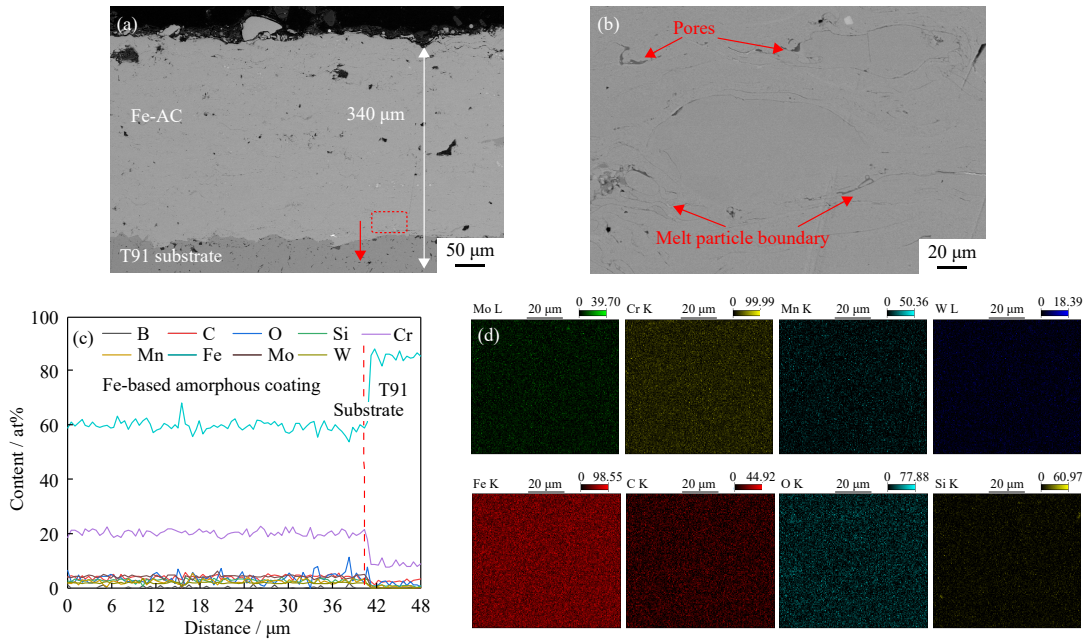 (a)
Fe-AC
340 μm
T91 substrate
50 μm
(b)
Pores
Melt particle boundary
20 μm
100
80
60
40
20
0
Content / at%
(c)
B C O Si Cr
Mn Fe Mo W
Fe-based amorphous coating
T91
Substrate
0 6 12 18 24 30 36 42 48
Distance / μm
(d)
Mo L 20 μm 0 39.70
Cr K 20 μm 0 99.99
Mn K 20 μm 0 50.36
W L 20 μm 0 18.39
Fe K 20 μm 0 98.55
C K 20 μm 0 44.92
O K 20 μm 0 77.88
Si K 20 μm 0 60.97